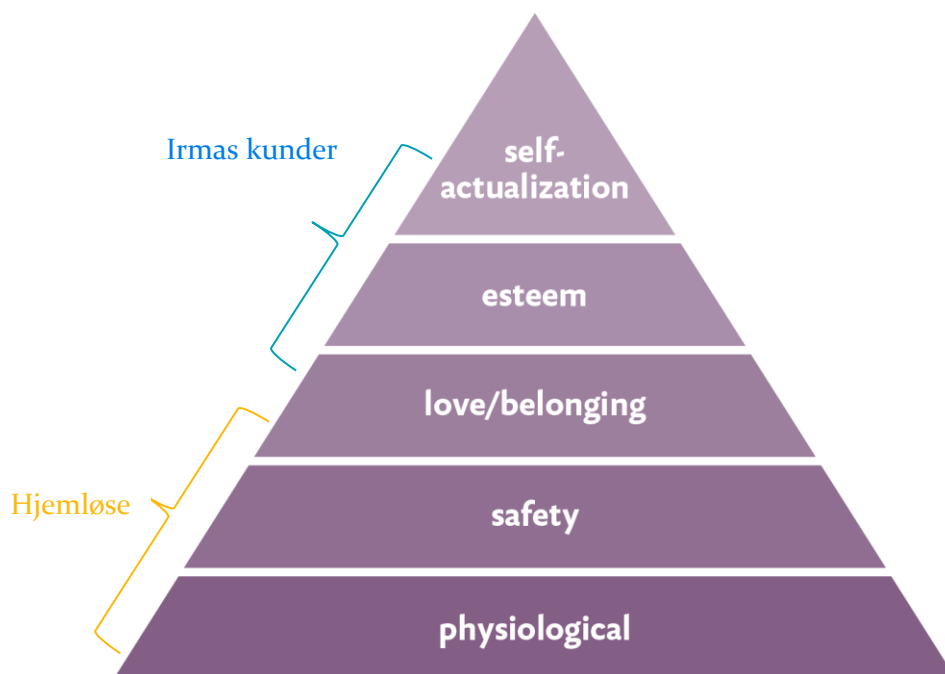 Irmas kunder
self-
actualization
esteem
love/belonging
Hjemløse
safety
physiological